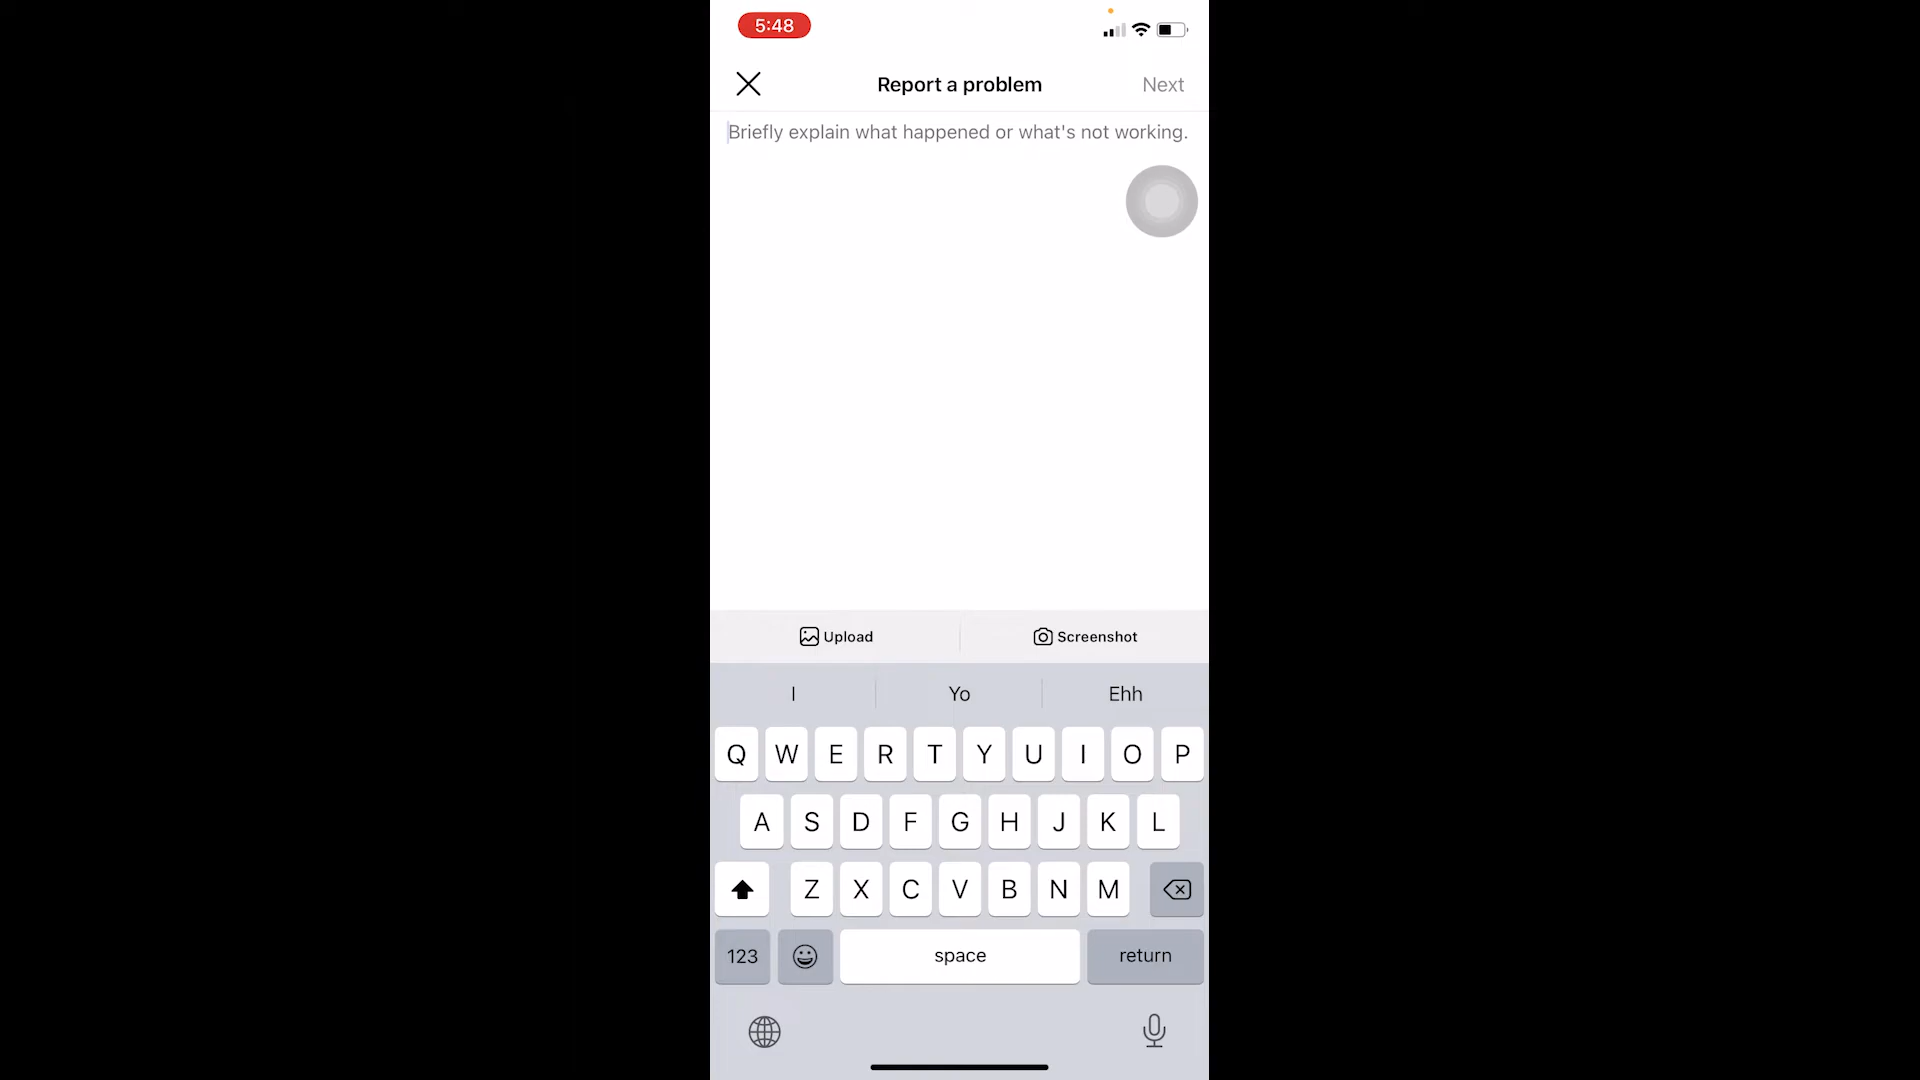 5:48
Report a problem
Next
Briefly explain what happened or what's not working.
Upload
Screenshot
I
Yo
Ehh
Q W E R T Y U I O P
A S D F G H J K L
Z X C V B N M
123
space
return